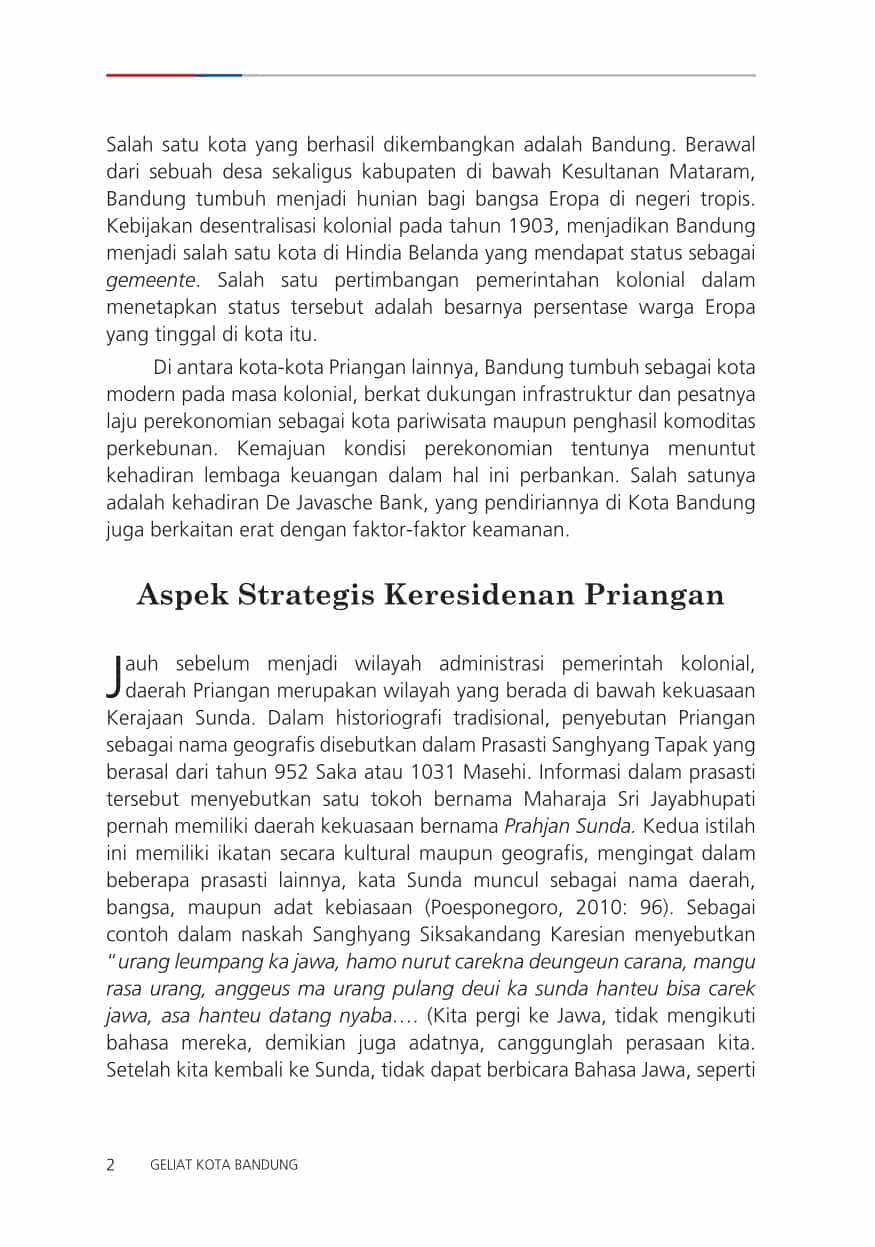 Salah satu kota yang berhasil dikembangkan adalah Bandung. Berawal
dari sebuah desa sekaligus kabupaten di bawah Kesultanan Mataram,
Bandung tumbuh menjadi hunian bagi bangsa Eropa di negeri tropis.
Kebijakan desentralisasi kolonial pada tahun 1903, menjadikan Bandung
menjadi salah satu kota di Hindia Belanda yang mendapat status sebagai
gemeente. Salah satu pertimbangan pemerintahan kolonial dalam
menetapkan status tersebut adalah besarnya persentase warga Eropa
yang tinggal di kota itu.
Di antara kota-kota Priangan lainnya, Bandung tumbuh sebagai kota
modern pada masa kolonial, berkat dukungan infrastruktur dan pesatnya
laju perekonomian sebagai kota pariwisata maupun penghasil komoditas
perkebunan. Kemajuan kondisi perekonomian tentunya menuntut
kehadiran lembaga keuangan dalam hal ini perbankan. Salah satunya
adalah kehadiran De Javasche Bank, yang pendiriannya di Kota Bandung
juga berkaitan erat dengan faktor-faktor keamanan.
Aspek Strategis Keresidenan Priangan
Jauh sebelum menjadi wilayah administrasi pemerintah kolonial,
daerah Priangan merupakan wilayah yang berada di bawah kekuasaan
Kerajaan Sunda. Dalam historiografi tradisional, penyebutan Priangan
sebagai nama geografis disebutkan dalam Prasasti Sanghyang Tapak yang
berasal dari tahun 952 Saka atau 1031 Masehi. Informasi dalam prasasti
tersebut menyebutkan satu tokoh bernama Maharaja Sri Jayabhupati
pernah memiliki daerah kekuasaan bernama Prahjan Sunda. Kedua istilah
ini memiliki ikatan secara kultural maupun geografis, mengingat dalam
beberapa prasasti lainnya, kata Sunda muncul sebagai nama daerah,
bangsa, maupun adat kebiasaan (Poesponegoro, 2010: 96). Sebagai
contoh dalam naskah Sanghyang Siksakandang Karesian menyebutkan
“urang leumpang ka jawa, hamo nurut carekna deungeun carana, mangu
rasa urang, anggeus ma urang pulang deui ka sunda hanteu bisa carek
jawa, asa hanteu datang nyaba…. (Kita pergi ke Jawa, tidak mengikuti
bahasa mereka, demikian juga adatnya, canggunglah perasaan kita.
Setelah kita kembali ke Sunda, tidak dapat berbicara Bahasa Jawa, seperti
2 GELIAT KOTA BANDUNG